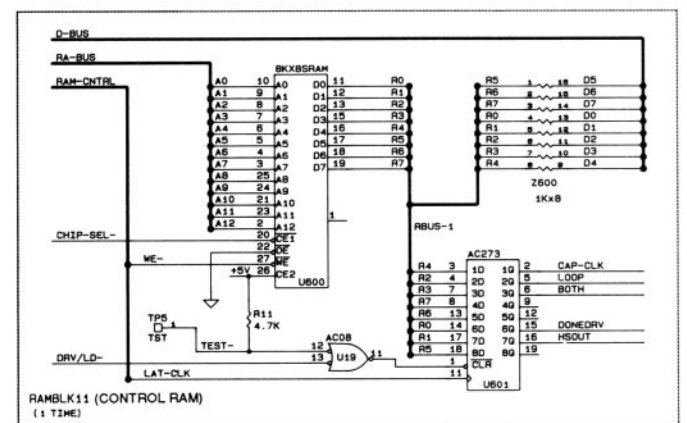 D-BUS
RA-BUS
RAM-CNTRL
8KX8SRAM
A0 10 A0 D0 11 R0
A1 9 A1 D1 12 R1
A2 8 A2 D2 13 R2
A3 7 A3 D3 15 R3
A4 6 A4 D4 16 R4
A5 5 A5 D5 17 R5
A6 4 A6 D6 18 R6
A7 3 A7 D7 19 R7
A8 25 A8
A9 24 A9
A10 21 A10
A11 23 A11 1
A12 2 A12
CHIP-SEL- 20 CE1
22 OE
WE- 27 WE
+5V 26 CE2
U600
R5 1 16 D5
R6 2 15 D6
R7 3 14 D7
R0 4 13 D0
R1 5 12 D1
R2 6 11 D2
R3 7 10 D3
R4 8 9 D4
Z600
1Kx8
RBUS-1
AC273
R4 3 1D 1Q 2 CAP-CLK
R2 4 2D 2Q 5 LOOP
R3 7 3D 3Q 6 BOTH
R7 8 4D 4Q 9
R6 13 5D 5Q 12
R0 14 6D 6Q 15 DONEDRV
R1 17 7D 7Q 16 HSOUT
R5 18 8D 8Q 19
1 CLR
11
U601
R11
4.7K
TP5
TST 1
TEST-
AC08
12
13 U19 11
DRV/LD-
LAT-CLK
RAMBLK11 (CONTROL RAM)
(1 TIME)